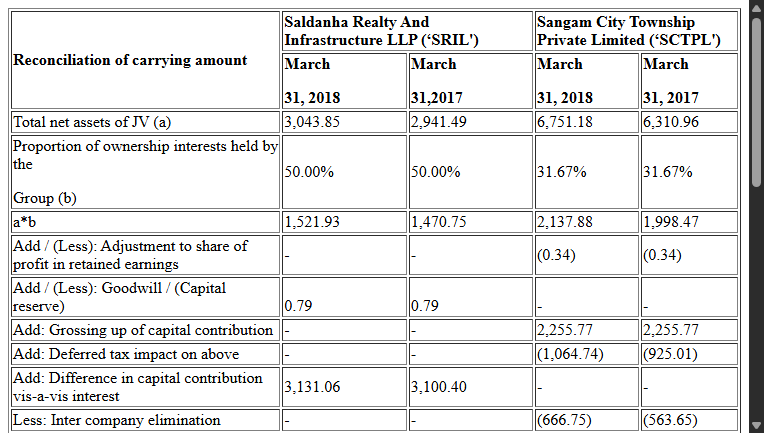 Reconciliation of carrying amount
Saldanha Realty And
Infrastructure LLP (‘SRIL')
Sangam City Township
Private Limited (‘SCTPL')
March
31, 2018
March
31,2017
March
31, 2018
March
31, 2017
Total net assets of JV (a) 3,043.85 2,941.49 6,751.18 6,310.96
Proportion of ownership interests held by
the
Group (b)
50.00% 50.00% 31.67% 31.67%
a*b 1,521.93 1,470.75 2,137.88 1,998.47
Add / (Less): Adjustment to share of
profit in retained earnings
- - (0.34) (0.34)
Add / (Less): Goodwill / (Capital
reserve)
0.79 0.79 - -
Add: Grossing up of capital contribution - - 2,255.77 2,255.77
Add: Deferred tax impact on above - - (1,064.74) (925.01)
Add: Difference in capital contribution
vis-a-vis interest
3,131.06 3,100.40 - -
Less: Inter company elimination - - (666.75) (563.65)